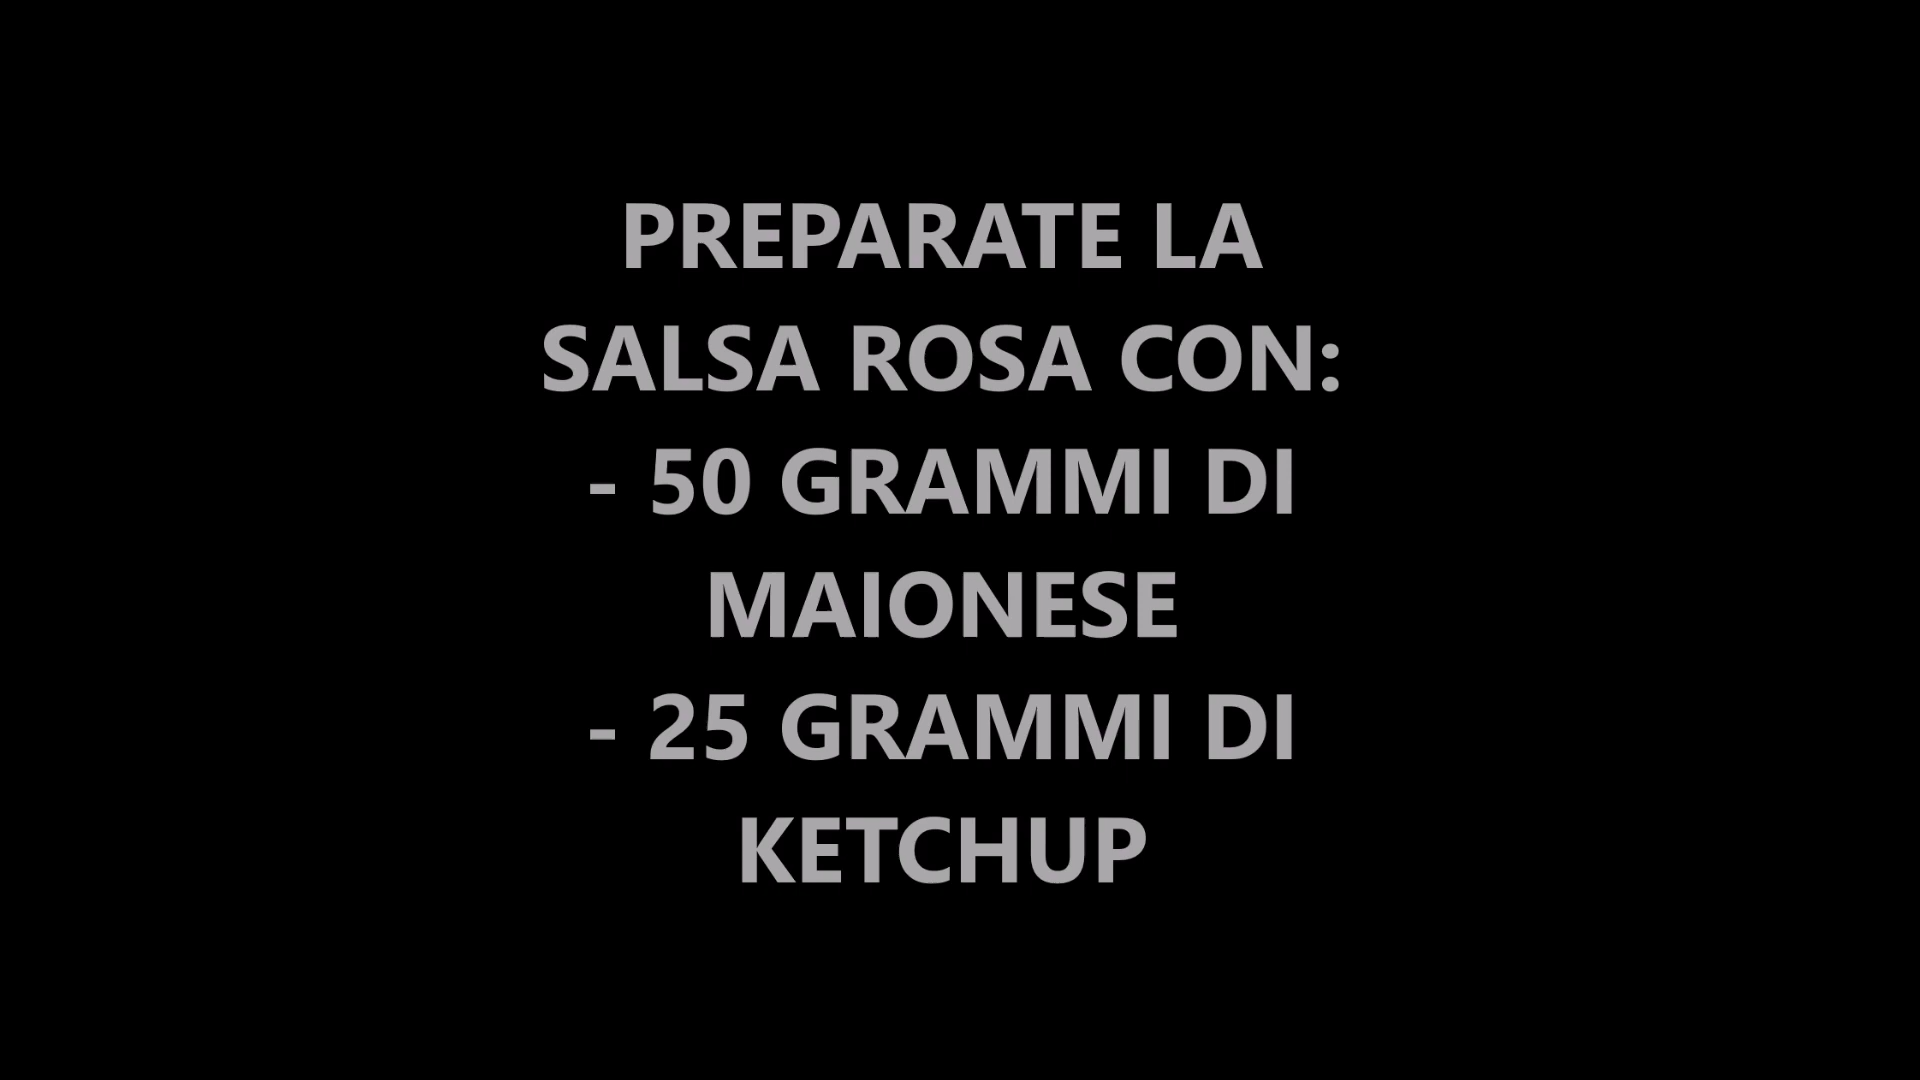 PREPARATE LA
SALSA ROSA CON:
- 50 GRAMMI DI
MAIONESE
- 25 GRAMMI DI
KETCHUP